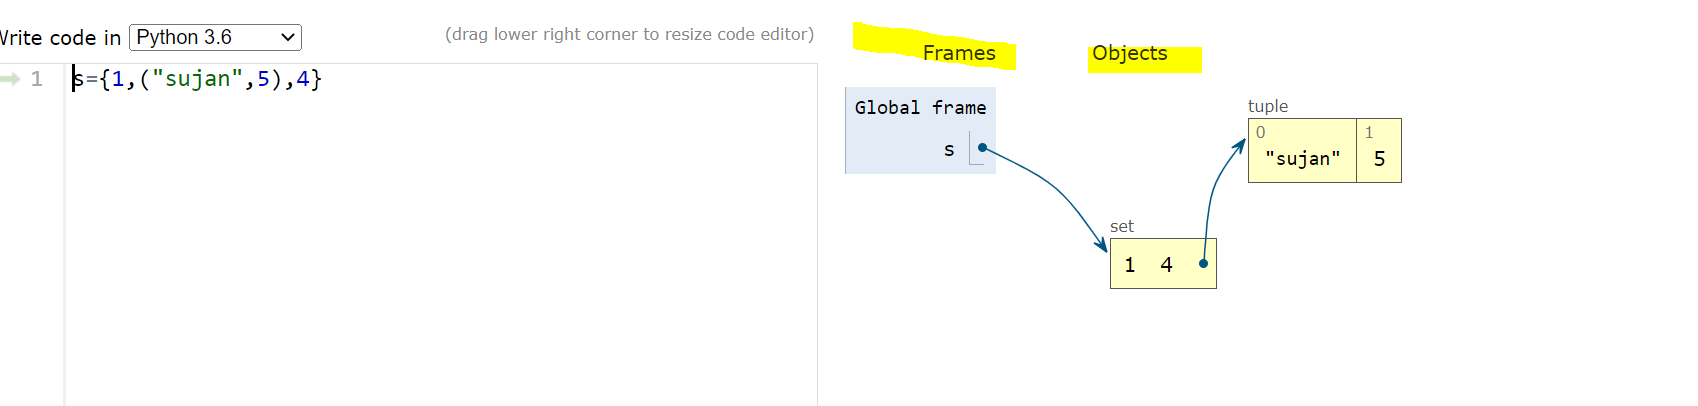 Write code in Python 3.6
(drag lower right corner to resize code editor)
1 s={1,("sujan",5),4}
Frames
Objects
Global frame
s
tuple
0 1
"sujan" 5
set
1 4